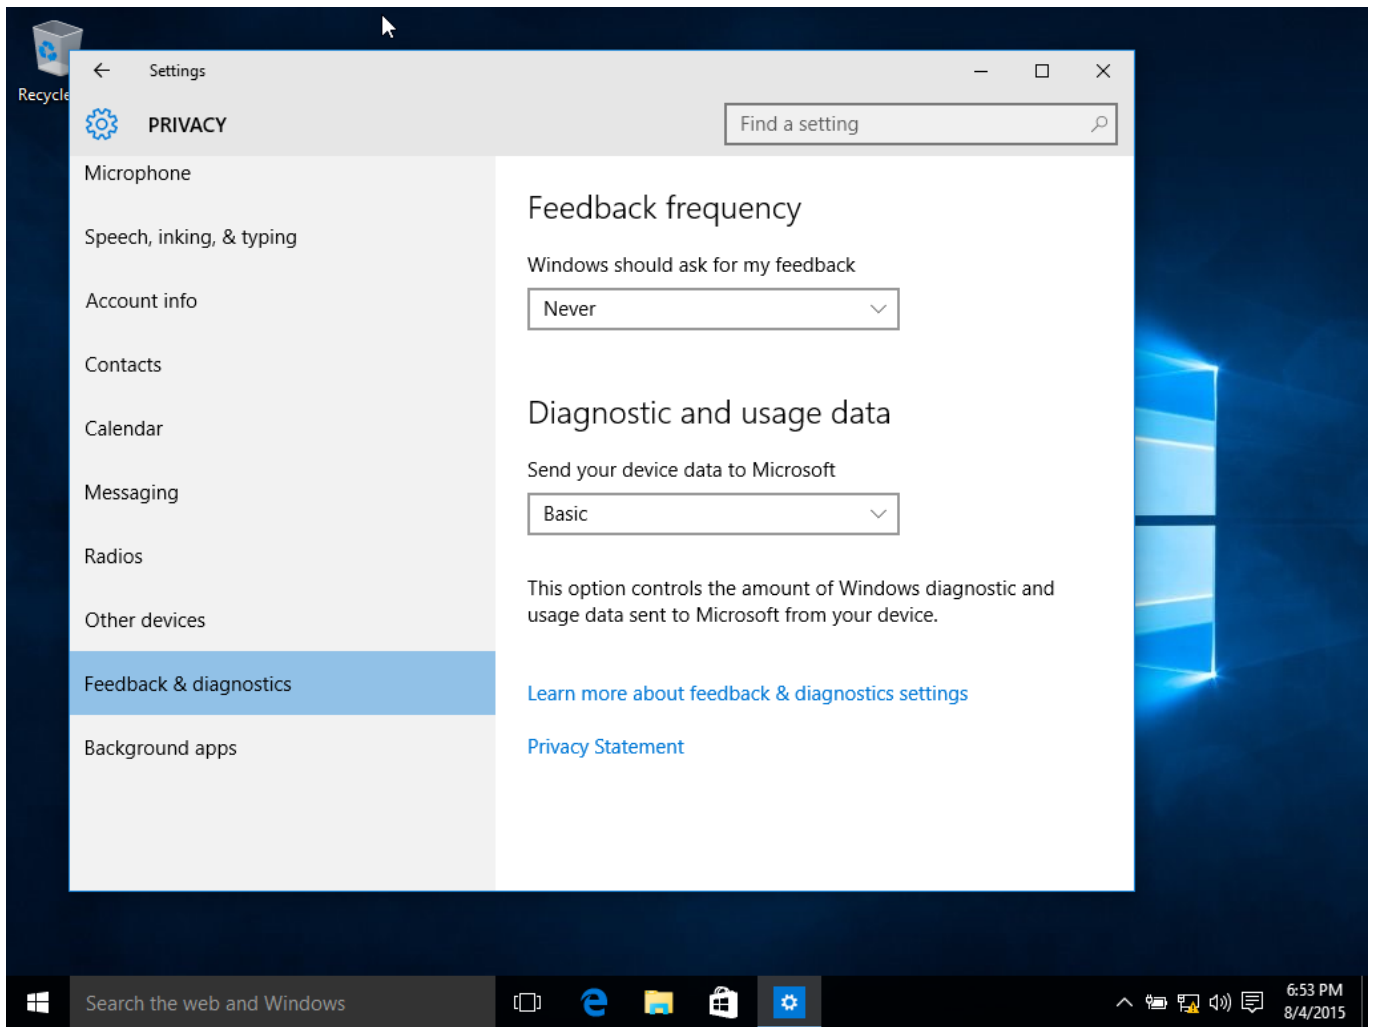 Recycle
Settings
PRIVACY
Find a setting
Microphone
Speech, inking, & typing
Account info
Contacts
Calendar
Messaging
Radios
Other devices
Feedback & diagnostics
Background apps
Feedback frequency
Windows should ask for my feedback
Never
Diagnostic and usage data
Send your device data to Microsoft
Basic
This option controls the amount of Windows diagnostic and
usage data sent to Microsoft from your device.
Learn more about feedback & diagnostics settings
Privacy Statement
Search the web and Windows
6:53 PM
8/4/2015